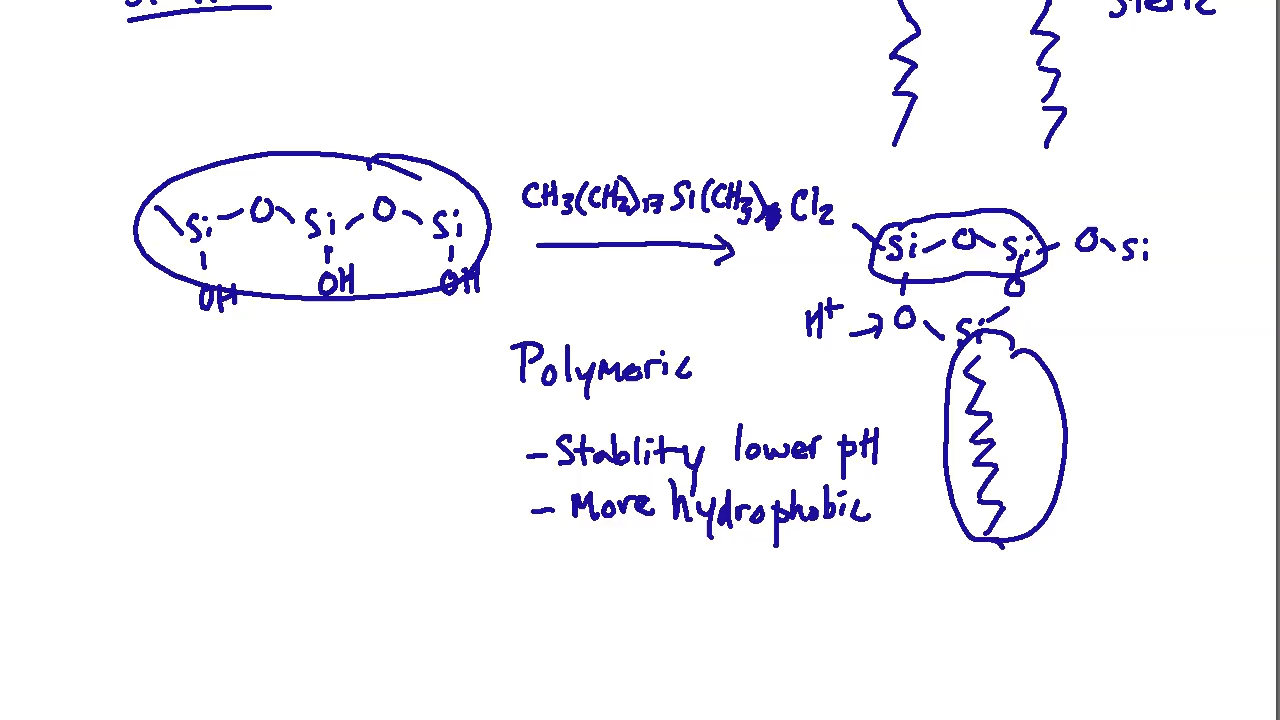 Steric
Si-O-Si-O-Si
OH OH OH
CH3(CH2)17Si(CH3)Cl2
Si-O-Si-O-Si
O O
H+ → O Si
Polymeric
- Stablity lower pH
- More hydrophobic